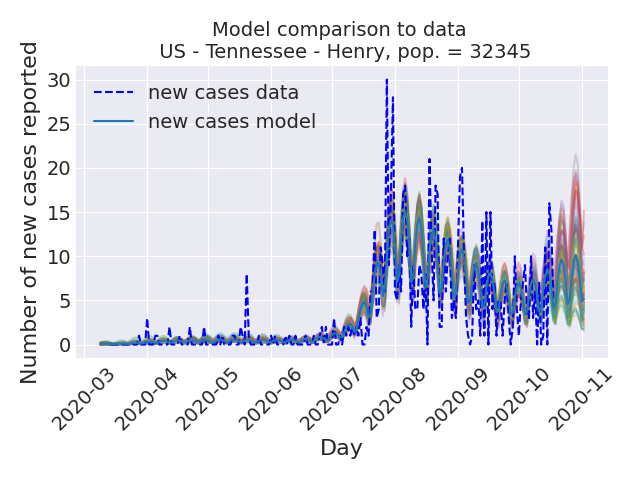 Model comparison to data
US - Tennessee - Henry, pop. = 32345
Number of new cases reported
30
25
20
15
10
5
0
new cases data
new cases model
2020-03
2020-04
2020-05
2020-06
2020-07
2020-08
2020-09
2020-10
2020-11
Day